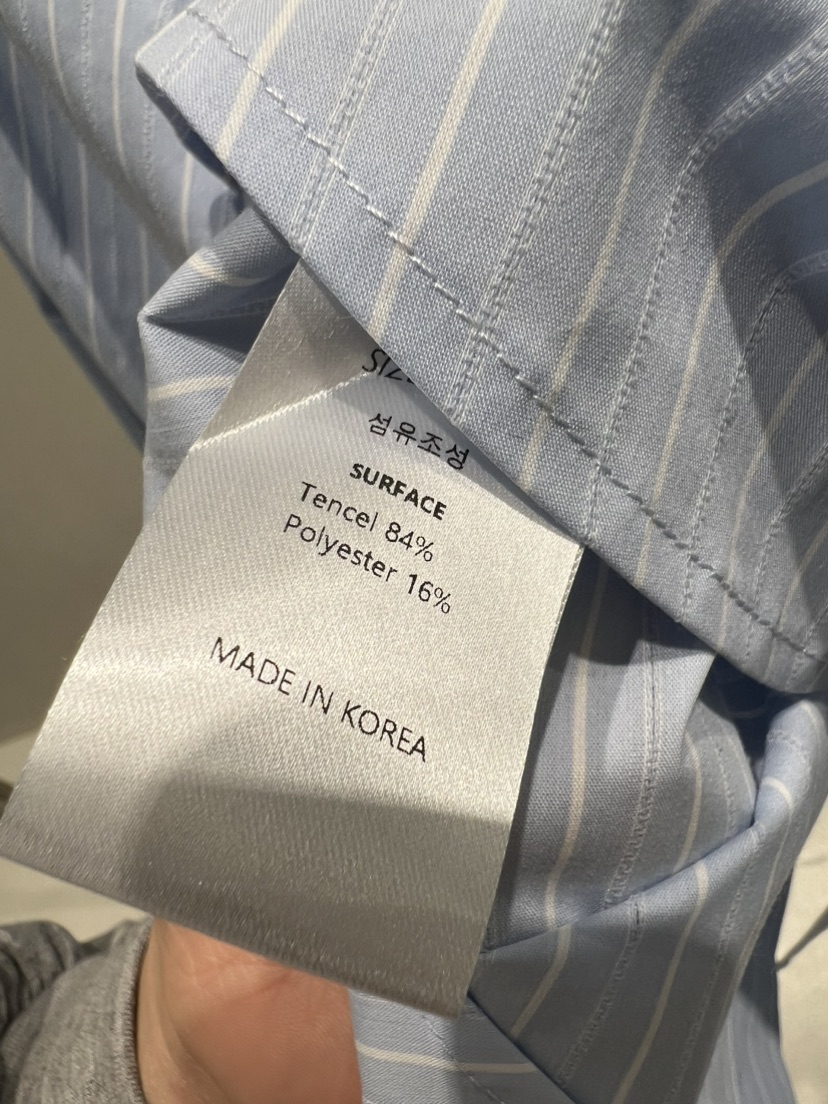 섬유조성
SURFACE
Tencel 84%
Polyester 16%
MADE IN KOREA